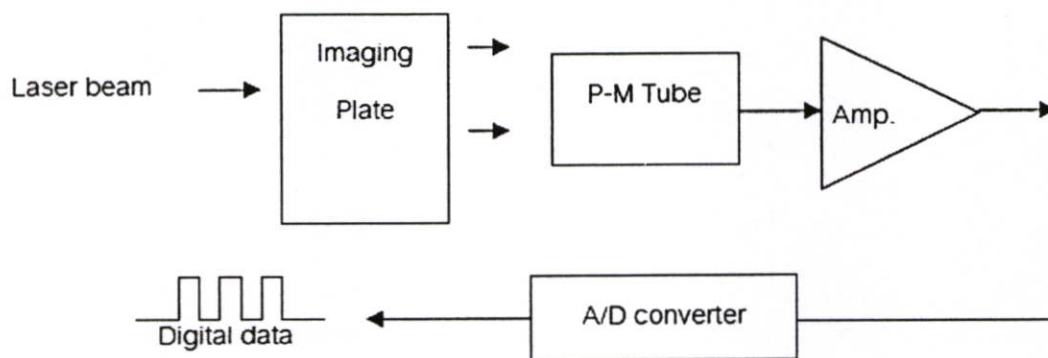 Laser beam
Imaging
Plate
P-M Tube
Amp.
A/D converter
Digital data